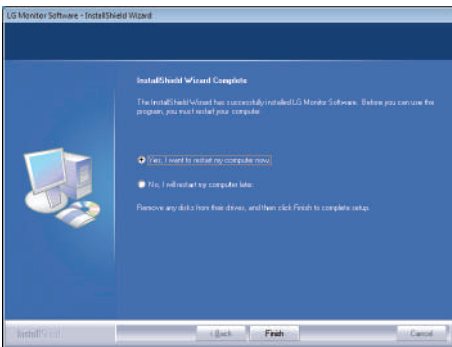 LG Monitor Software - InstallShield Wizard
InstallShield Wizard Complete
The InstallShield Wizard has successfully installed LG Monitor Software. Before you can use the
program, you must restart your computer.
Yes, I want to restart my computer now.
No, I will restart my computer later.
Remove any disks from their drives, and then click Finish to complete setup.
InstallShield
< Back
Finish
Cancel